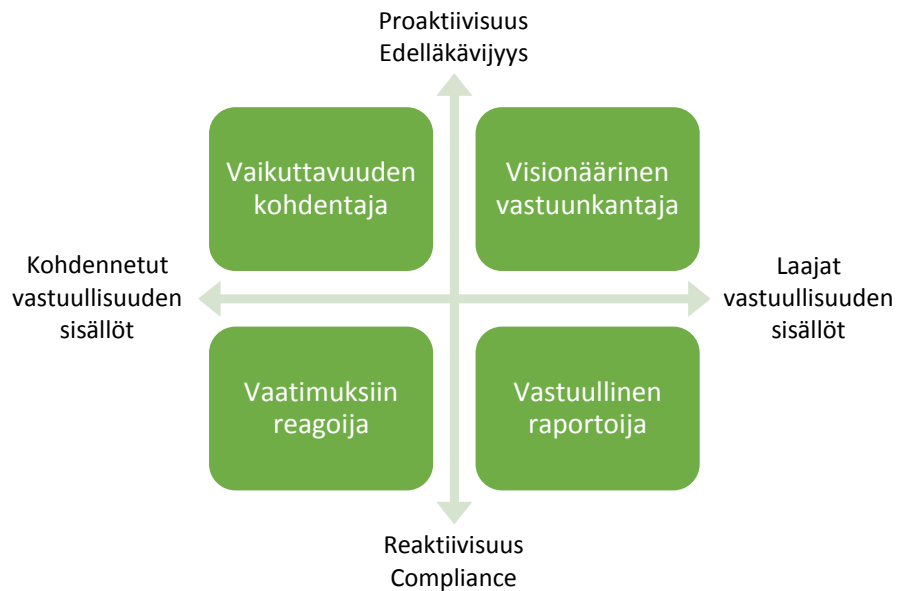 Proaktiivisuus
Edelläkävijyys
Vaikuttavuuden
kohdentaja
Visionäärinen
vastuunkantaja
Kohdennetut
vastuullisuuden
sisällöt
Laajat
vastuullisuuden
sisällöt
Vaatimuksiin
reagoija
Vastuullinen
raportoija
Reaktiivisuus
Compliance